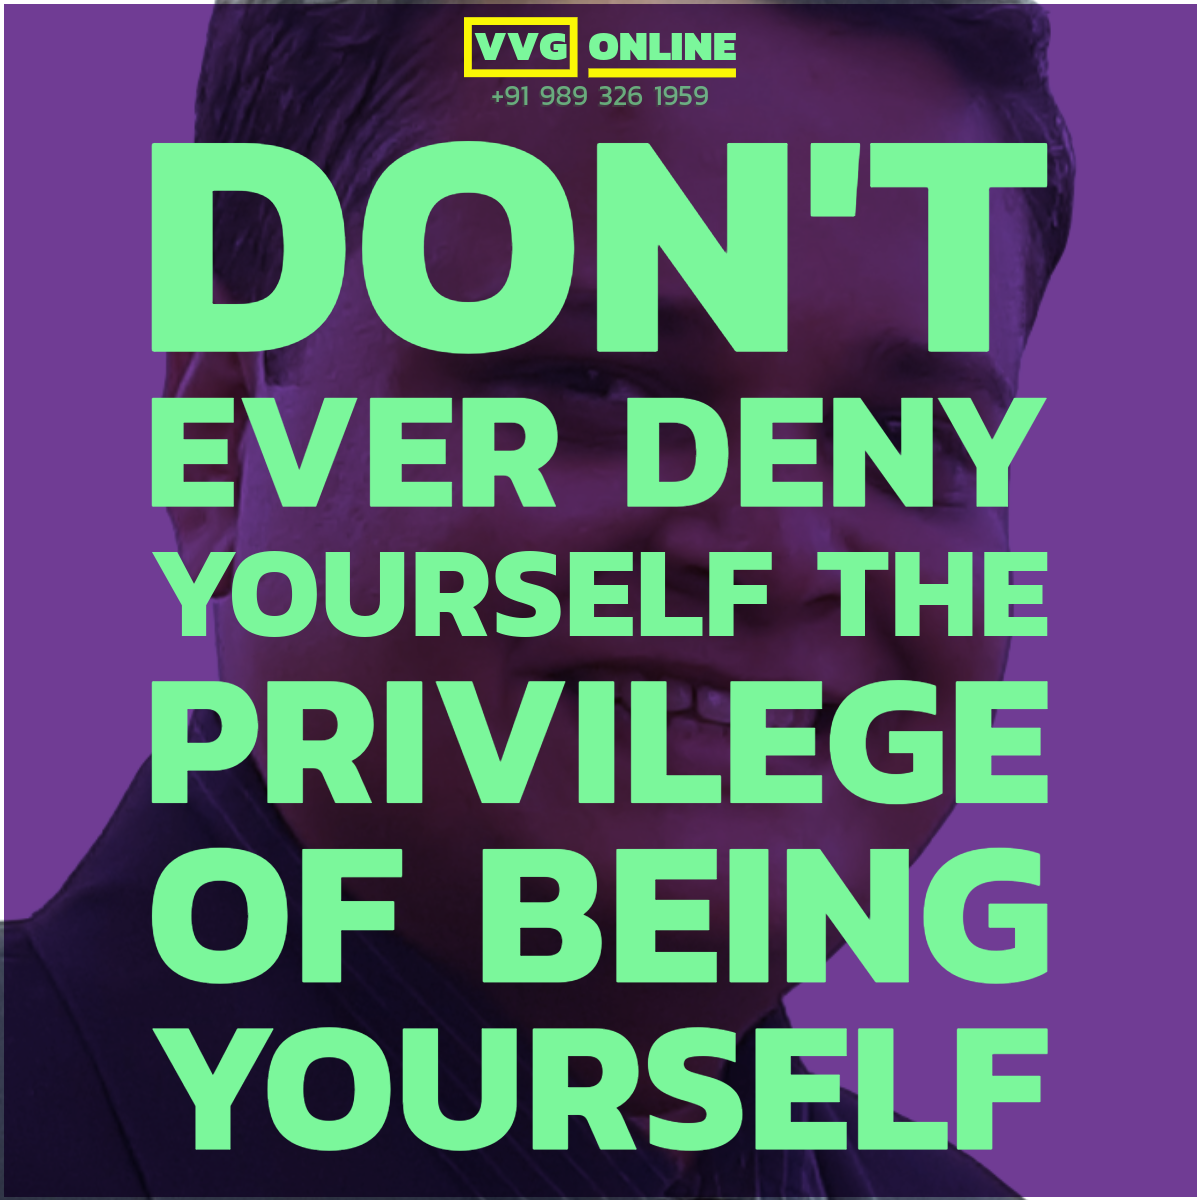 VVG ONLINE
+91 989 326 1959
DON'T
EVER DENY
YOURSELF THE
PRIVILEGE
OF BEING
YOURSELF